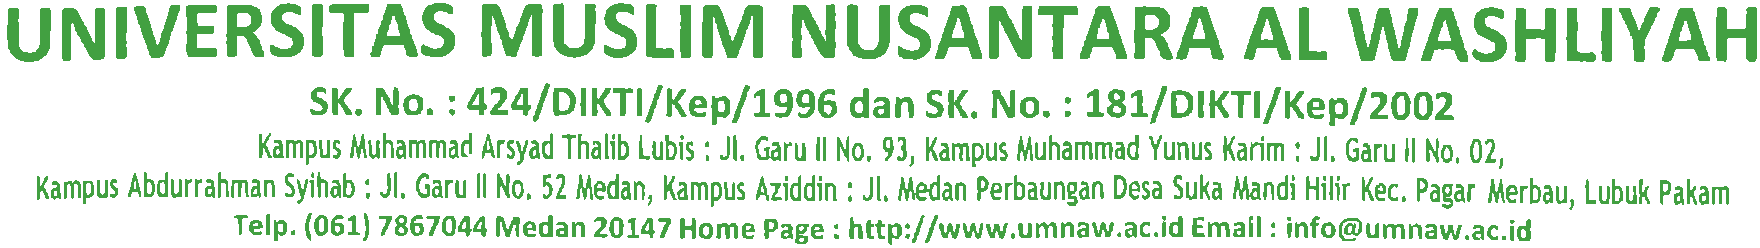 UNIVERSITAS MUSLIM NUSANTARA AL WASHLIYAH
SK. No. : 424/DIKTI/Kep/1996 dan SK. No. : 181/DIKTI/Kep/2002
Kampus Muhammad Arsyad Thalib Lubis : Jl. Garu II No. 93, Kampus Muhammad Yunus Karim : Jl. Garu II No. 02,
Kampus Abdurrahman Syihab : Jl. Garu II No. 52 Medan, Kampus Aziddin : Jl. Medan Perbaungan Desa Suka Mandi Hilir Kec. Pagar Merbau, Lubuk Pakam
Telp. (061) 7867044 Medan 20147 Home Page : http://www.umnaw.ac.id Email : info@umnaw.ac.id